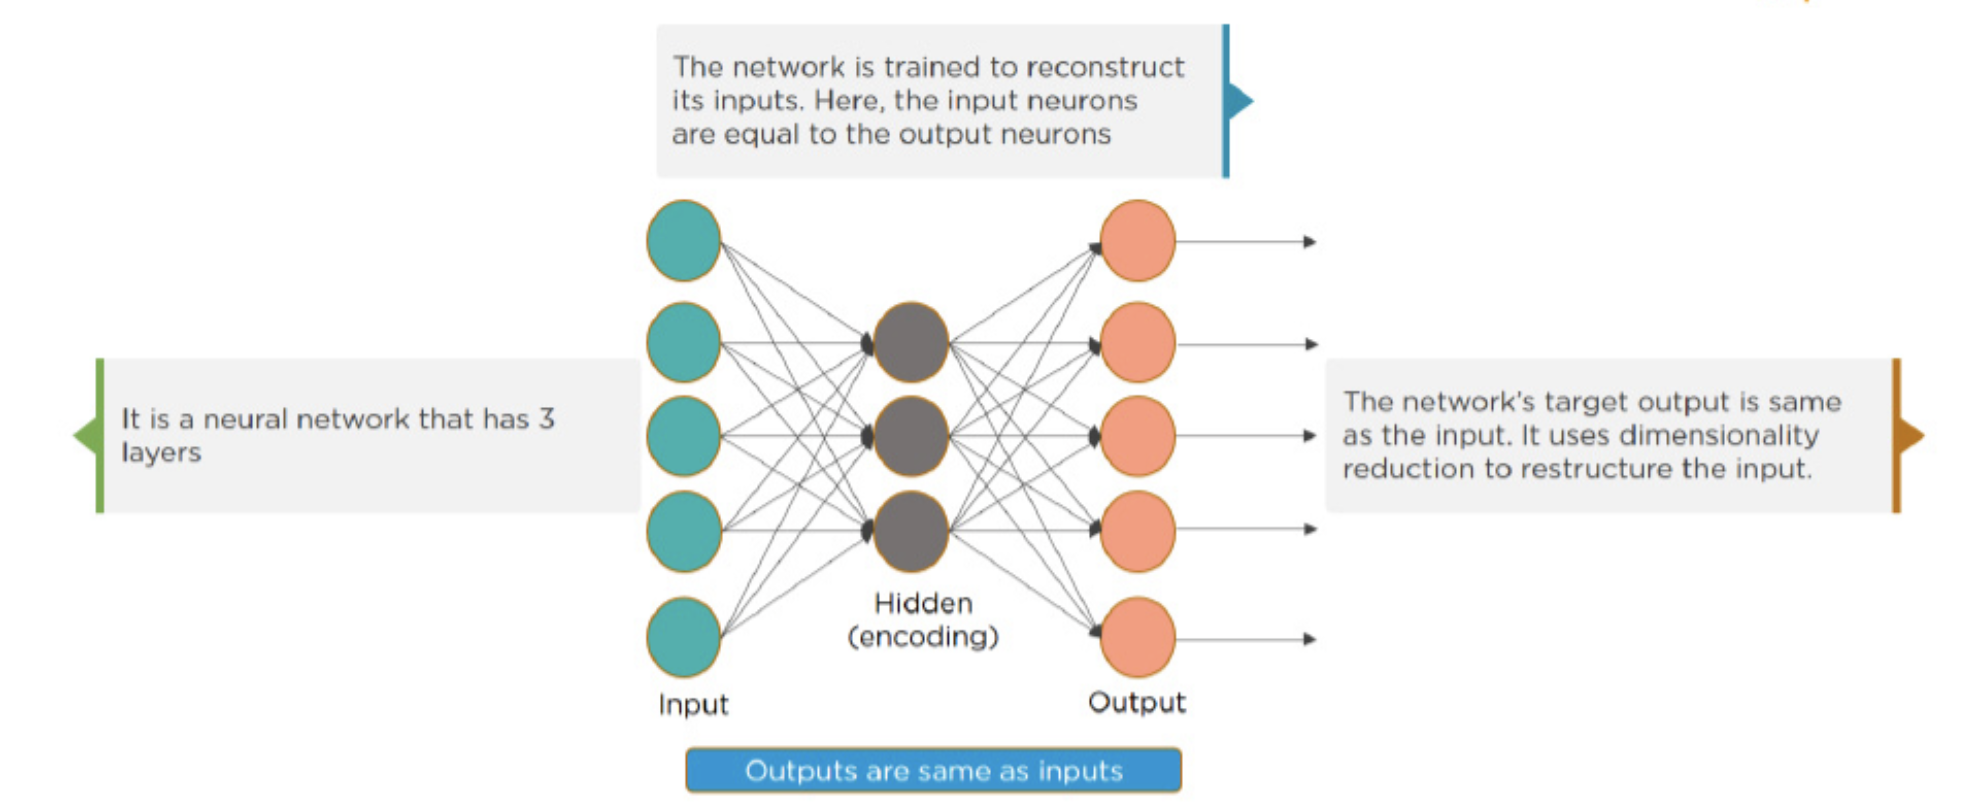 The network is trained to reconstruct
its inputs. Here, the input neurons
are equal to the output neurons
It is a neural network that has 3
layers
The network's target output is same
as the input. It uses dimensionality
reduction to restructure the input.
Hidden
(encoding)
Input
Output
Outputs are same as inputs